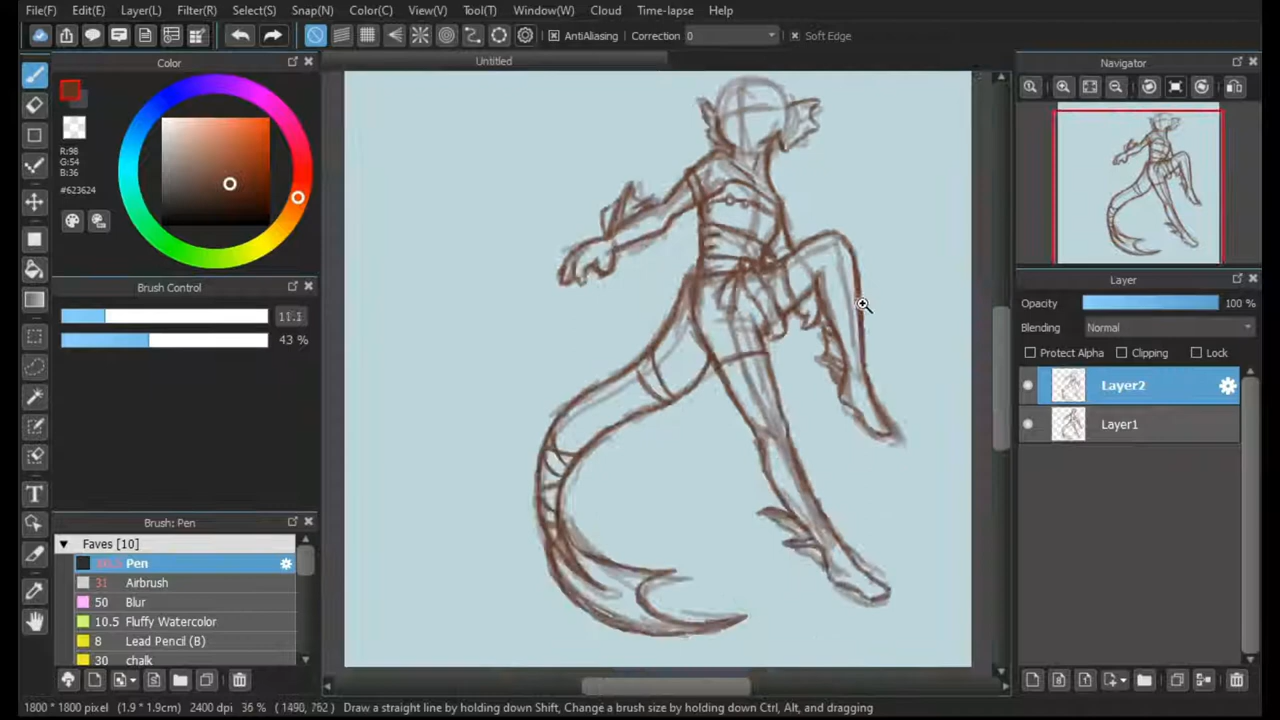 File(F) Edit(E) Filter(R) Select(S) Snap(N) Color(C) View(V) Tool(T) Window(W) Cloud Time-lapse Help
AntiAliasing Correction 0 Soft Edge
Color
R:98
G:54
B:36
#623624
Brush Control
11.1
43 %
Brush: Pen
Faves [10]
Pen
31 Airbrush
50 Blur
10.5 Fluffy Watercolor
8 Lead Pencil (B)
30 chalk
Untitled
Navigator
Layer
Opacity 100 %
Blending Normal
Protect Alpha Clipping Lock
Layer2
Layer1
1800 * 1800 pixel (1.9 * 1.9cm) 2400 dpi 36 % ( 1490, 762 ) Draw a straight line by holding down Shift, Change a brush size by holding down Ctrl, Alt, and dragging